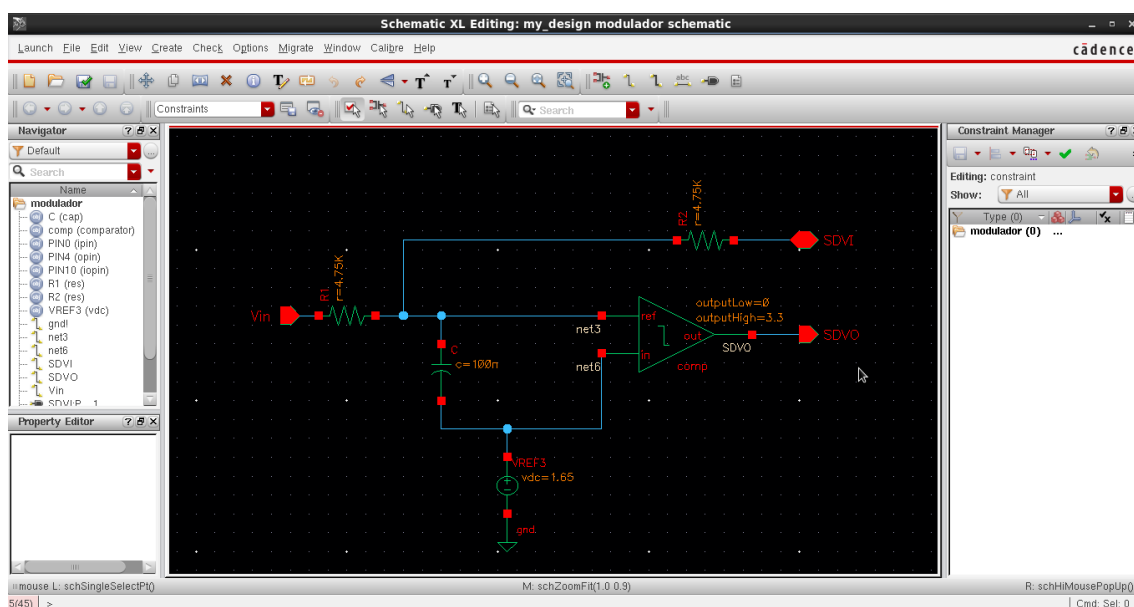 Schematic XL Editing: my_design modulador schematic
Launch File Edit View Create Check Options Migrate Window Calibre Help
cādence
Constraints
Search
Navigator
Default
Search
Name
modulador
C (cap)
comp (comparator)
PIN0 (ipin)
PIN4 (opin)
PIN10 (iopin)
R1 (res)
R2 (res)
VREF3 (vdc)
gnd!
net3
net6
SDVI
SDVO
Vin
Property Editor
R2
r=4.75K
SDVI
R1
r=4.75K
Vin
net3
net6
C
c=100n
outputLow=0
outputHigh=3.3
ref
out
in
comp
SDVO
SDVO
VREF3
vdc=1.65
gnd
Constraint Manager
Editing: constraint
Show: All
Type (0)
modulador (0) ...
mouse L: schSingleSelectPt()
M: schZoomFit(1.0 0.9)
R: schHiMousePopUp()
5(45) >
Cmd: Sel: 0